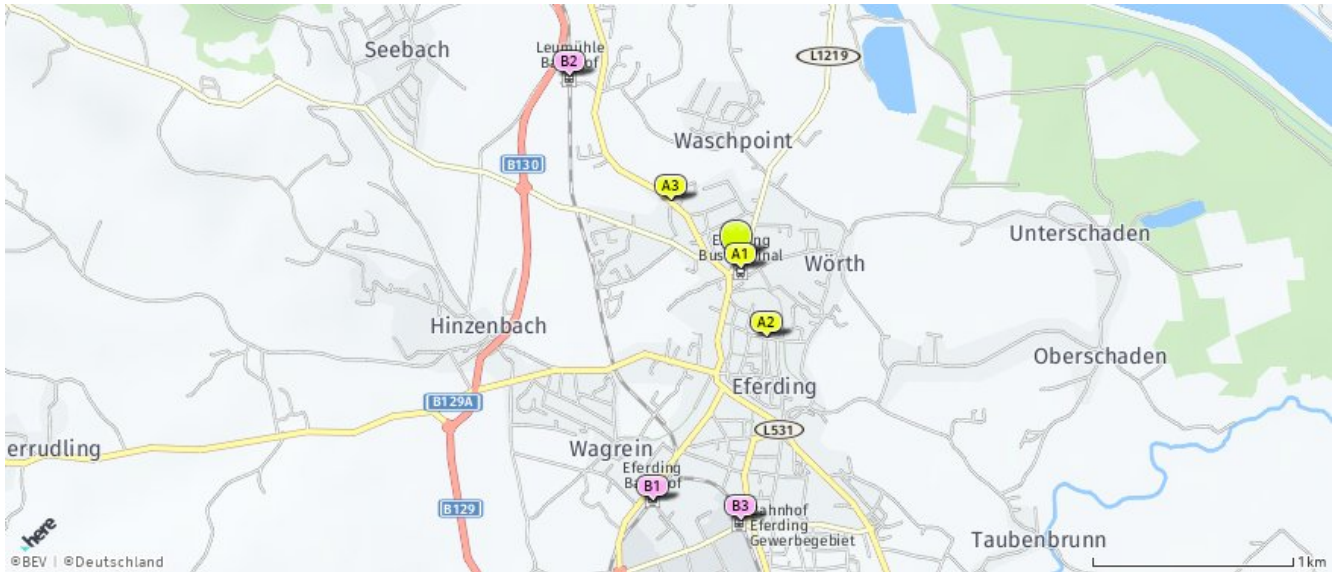 Seebach
Leumühle
B2
L1219
Waschpoint
B130
A3
A1
Wörth
Unterschaden
Hinzenbach
A2
Oberschaden
Eferding
B129A
L531
errudling
Wagrein
Eferding
B1
B3
B129
Eferding
Gewerbegebiet
Taubenbrunn
here
©BEV | ©Deutschland
1km